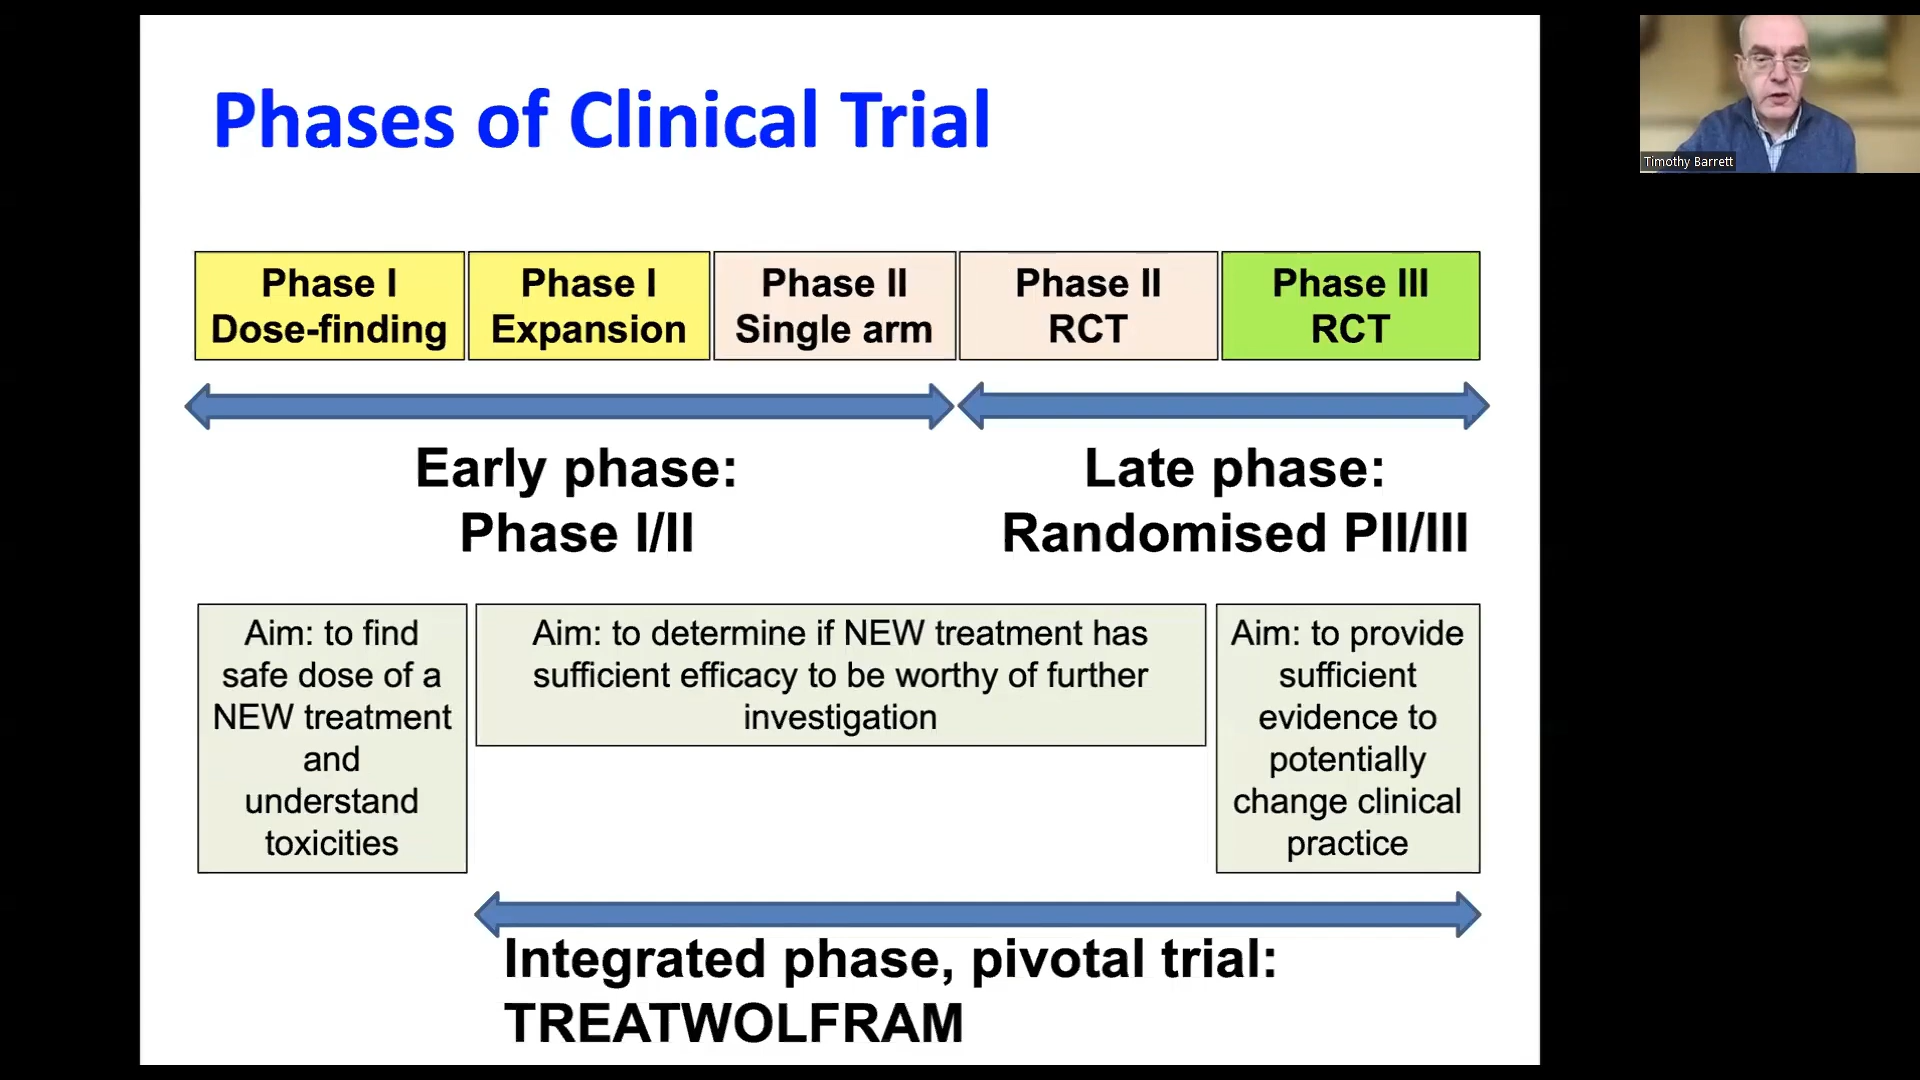 Phases of Clinical Trial
Timothy Barrett
Phase I
Dose-finding
Phase I
Expansion
Phase II
Single arm
Phase II
RCT
Phase III
RCT
Early phase:
Phase I/II
Late phase:
Randomised PII/III
Aim: to find
safe dose of a
NEW treatment
and
understand
toxicities
Aim: to determine if NEW treatment has
sufficient efficacy to be worthy of further
investigation
Aim: to provide
sufficient
evidence to
potentially
change clinical
practice
Integrated phase, pivotal trial:
TREATWOLFRAM